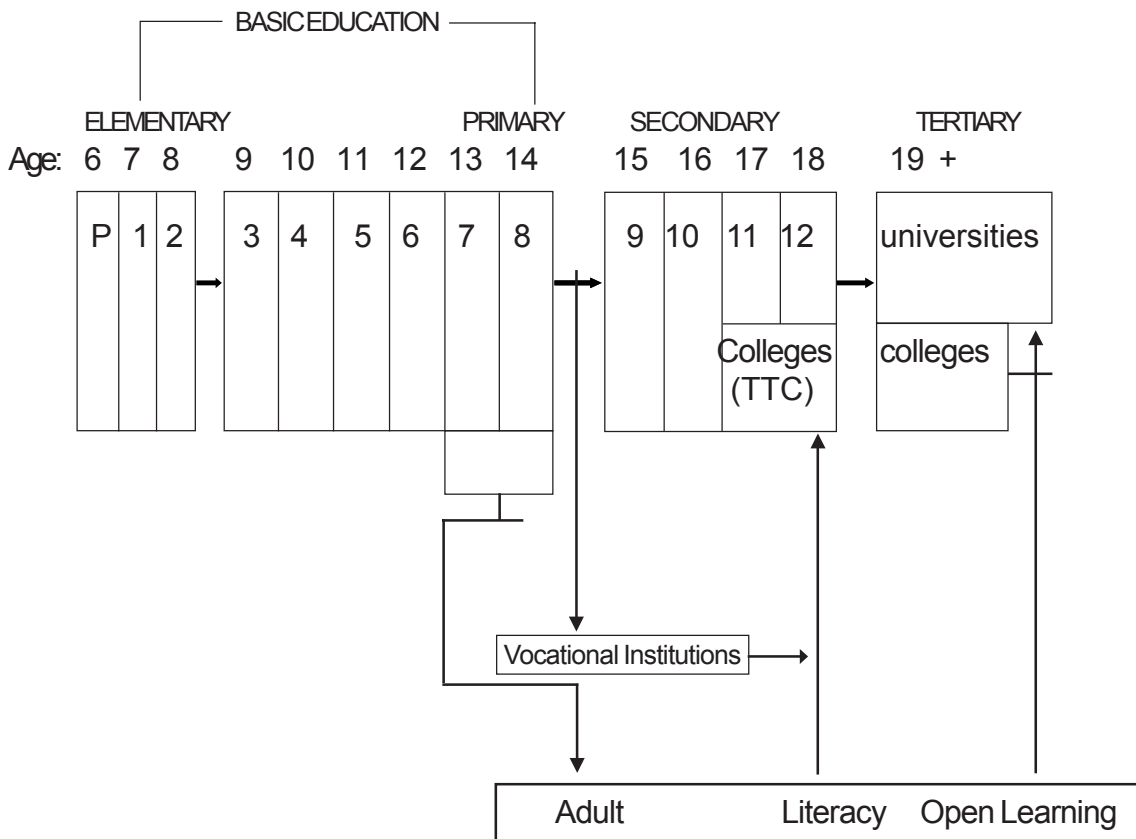 BASIC EDUCATION
ELEMENTARY PRIMARY SECONDARY TERTIARY
Age: 6 7 8 9 10 11 12 13 14 15 16 17 18 19 +
P 1 2 3 4 5 6 7 8 9 10 11 12 universities
Colleges colleges
(TTC)
Vocational Institutions
Adult Literacy Open Learning